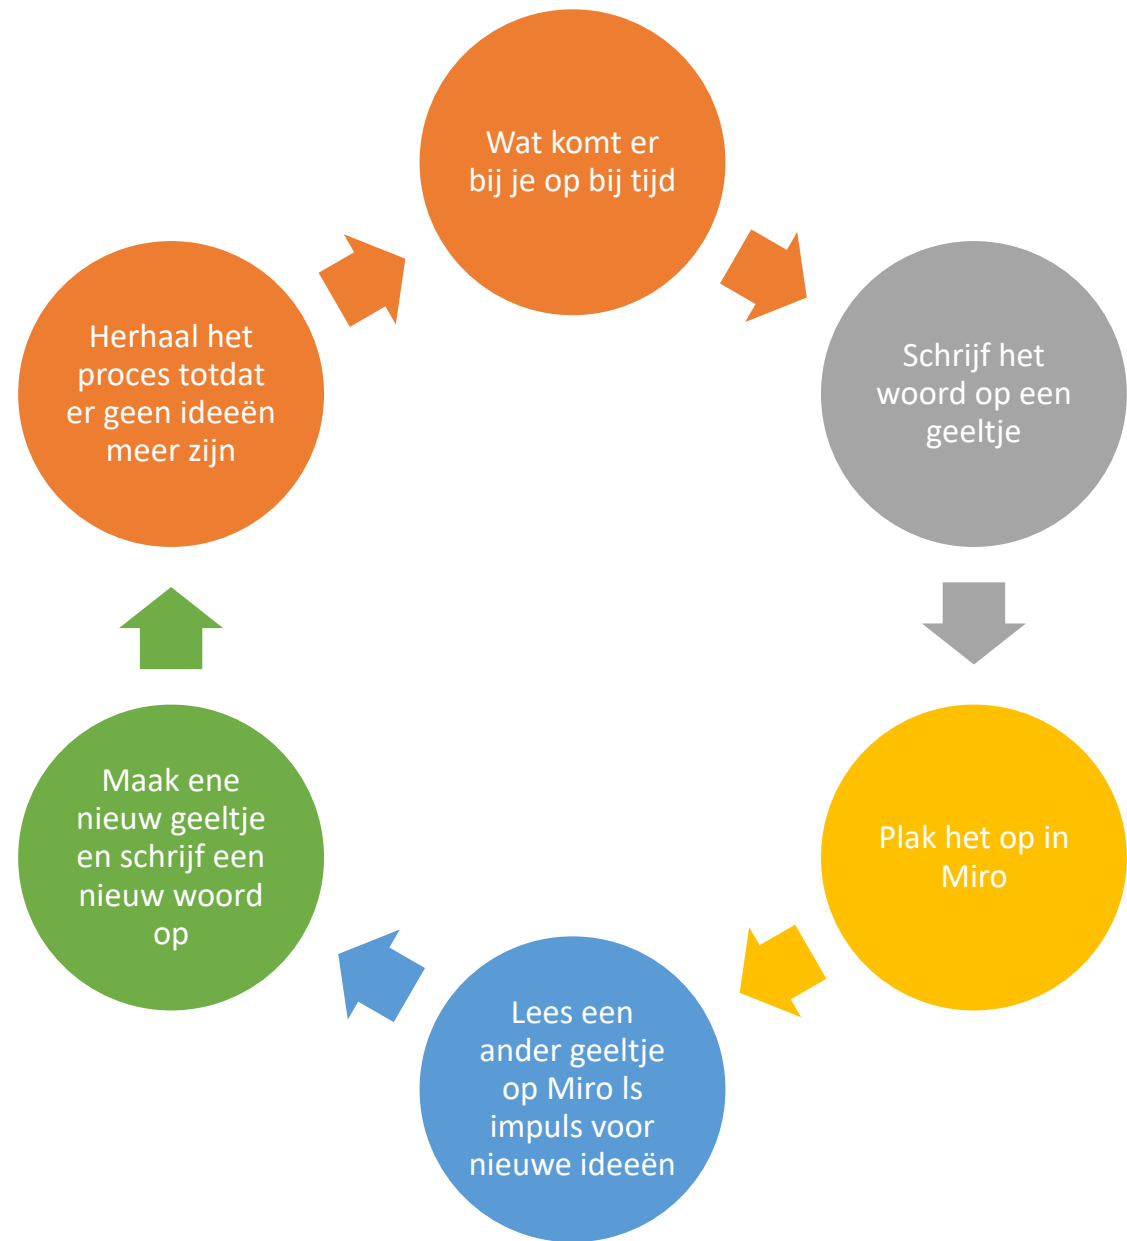 Wat komt er
bij je op bij tijd
Schrijf het
woord op een
geeltje
Plak het op in
Miro
Lees een
ander geeltje
op Miro ls
impuls voor
nieuwe ideeën
Maak ene
nieuw geeltje
en schrijf een
nieuw woord
op
Herhaal het
proces totdat
er geen ideeën
meer zijn